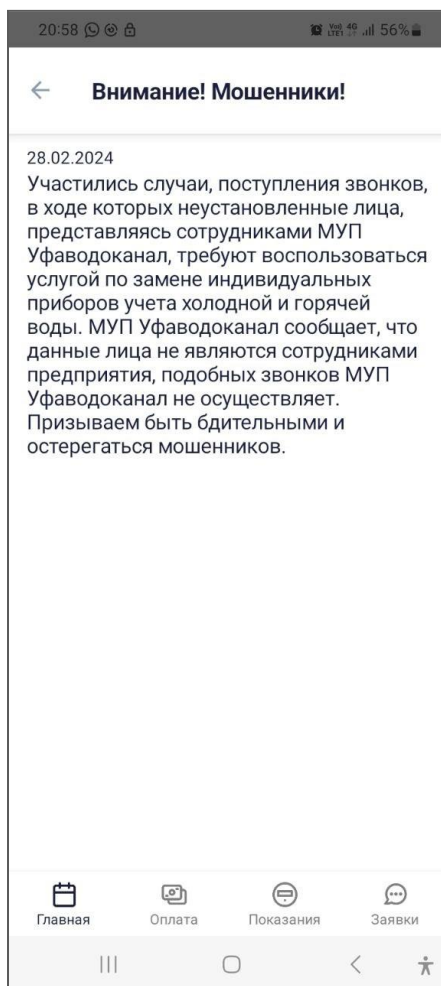 20:58 56%
Внимание! Мошенники!
28.02.2024
Участились случаи, поступления звонков,
в ходе которых неустановленные лица,
представляясь сотрудниками МУП
Уфаводоканал, требуют воспользоваться
услугой по замене индивидуальных
приборов учета холодной и горячей
воды. МУП Уфаводоканал сообщает, что
данные лица не являются сотрудниками
предприятия, подобных звонков МУП
Уфаводоканал не осуществляет.
Призываем быть бдительными и
остерегаться мошенников.
Главная Оплата Показания Заявки